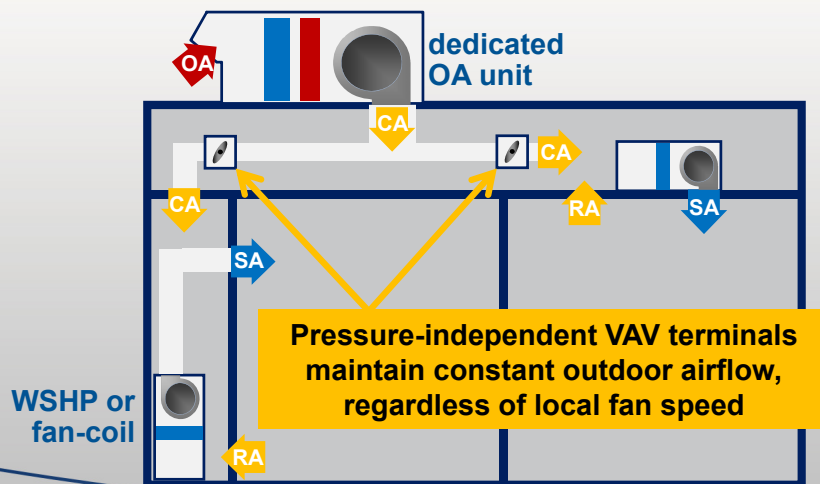 dedicated
OA unit
OA
CA
CA
CA
RA
SA
SA
Pressure-independent VAV terminals
maintain constant outdoor airflow,
regardless of local fan speed
WSHP or
fan-coil
RA